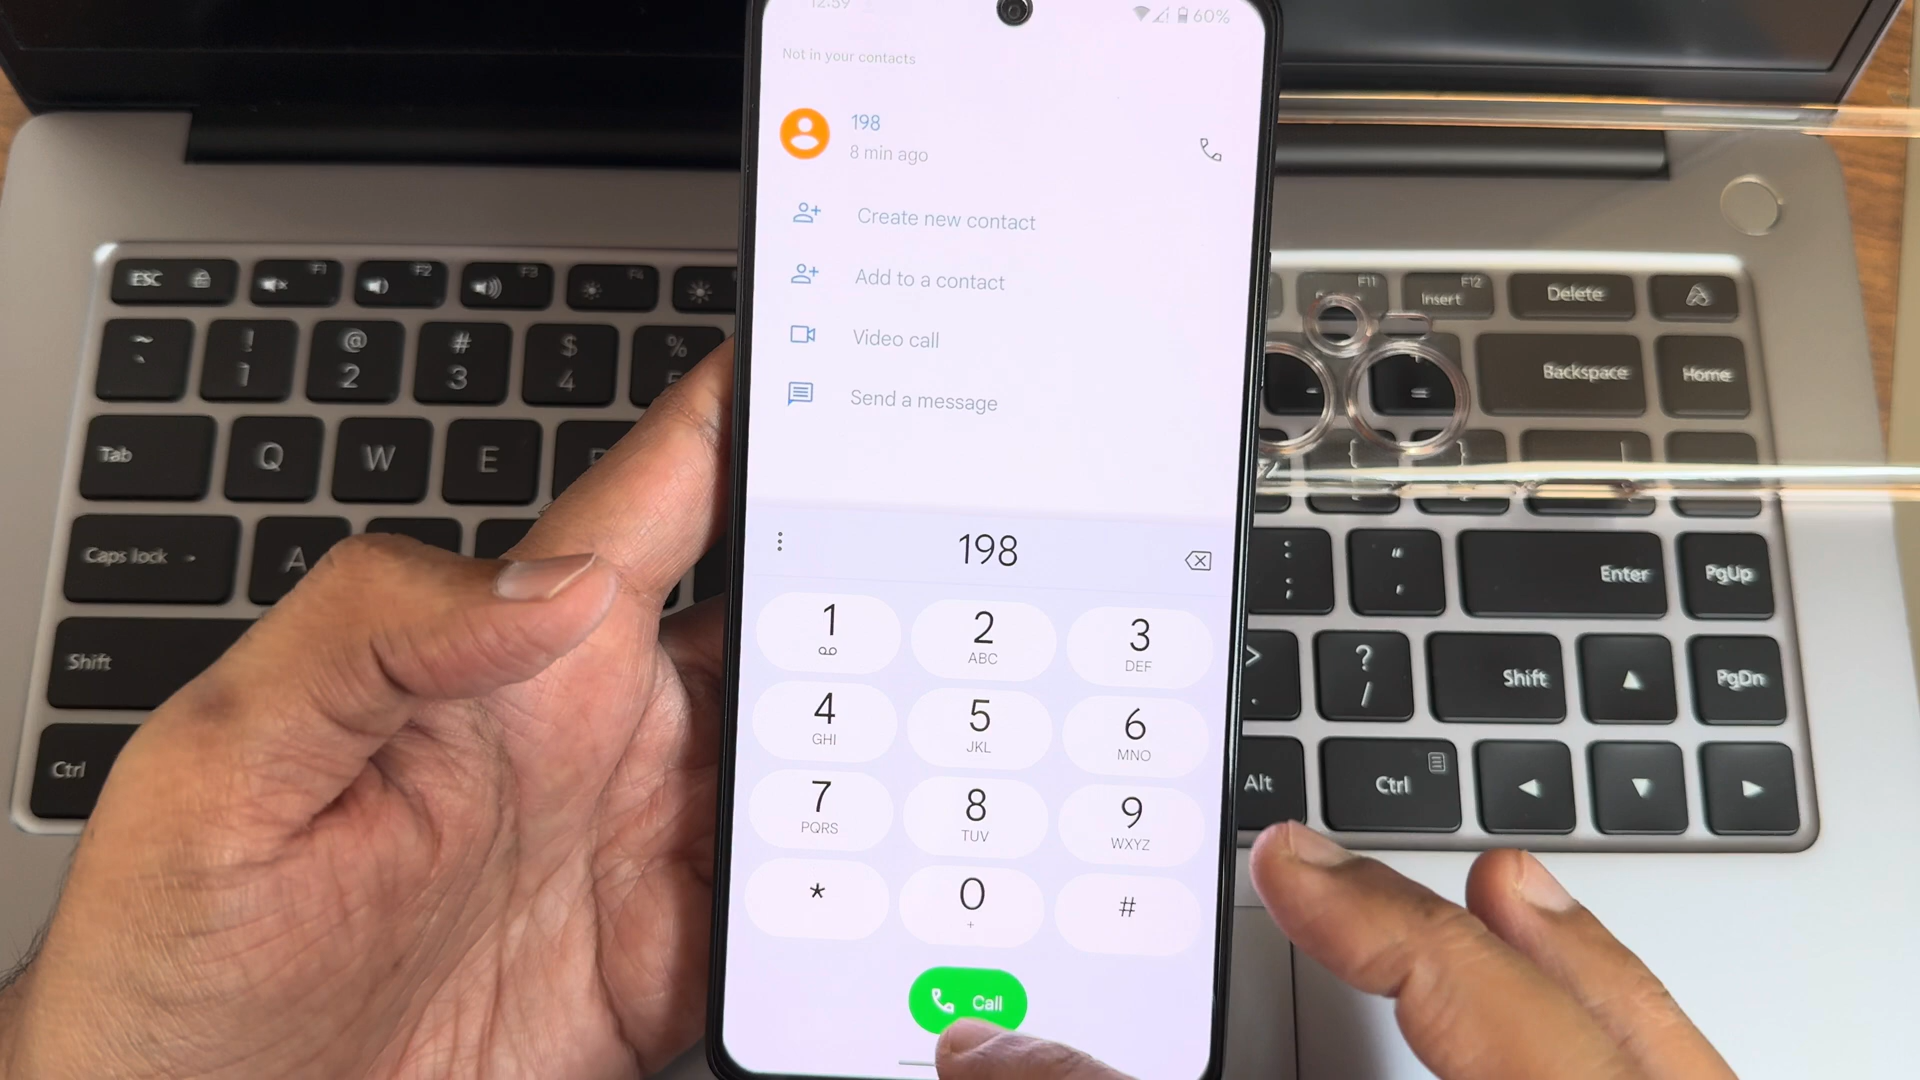 12:59
60%
Not in your contacts
198
8 min ago
Create new contact
Add to a contact
Video call
Send a message
198
1
2
ABC
3
DEF
4
GHI
5
JKL
6
MNO
7
PQRS
8
TUV
9
WXYZ
*
0
+
#
Call
ESC
F1
F2
F3
F4
~
`
!
1
@
2
#
3
$
4
%
Tab
Q
W
E
Caps lock
A
Shift
Ctrl
F11
F12
Insert
Delete
-
=
Backspace
Home
{
}
:
;
"
'
Enter
PgUp
>
.
?
/
Shift
PgDn
Alt
Ctrl